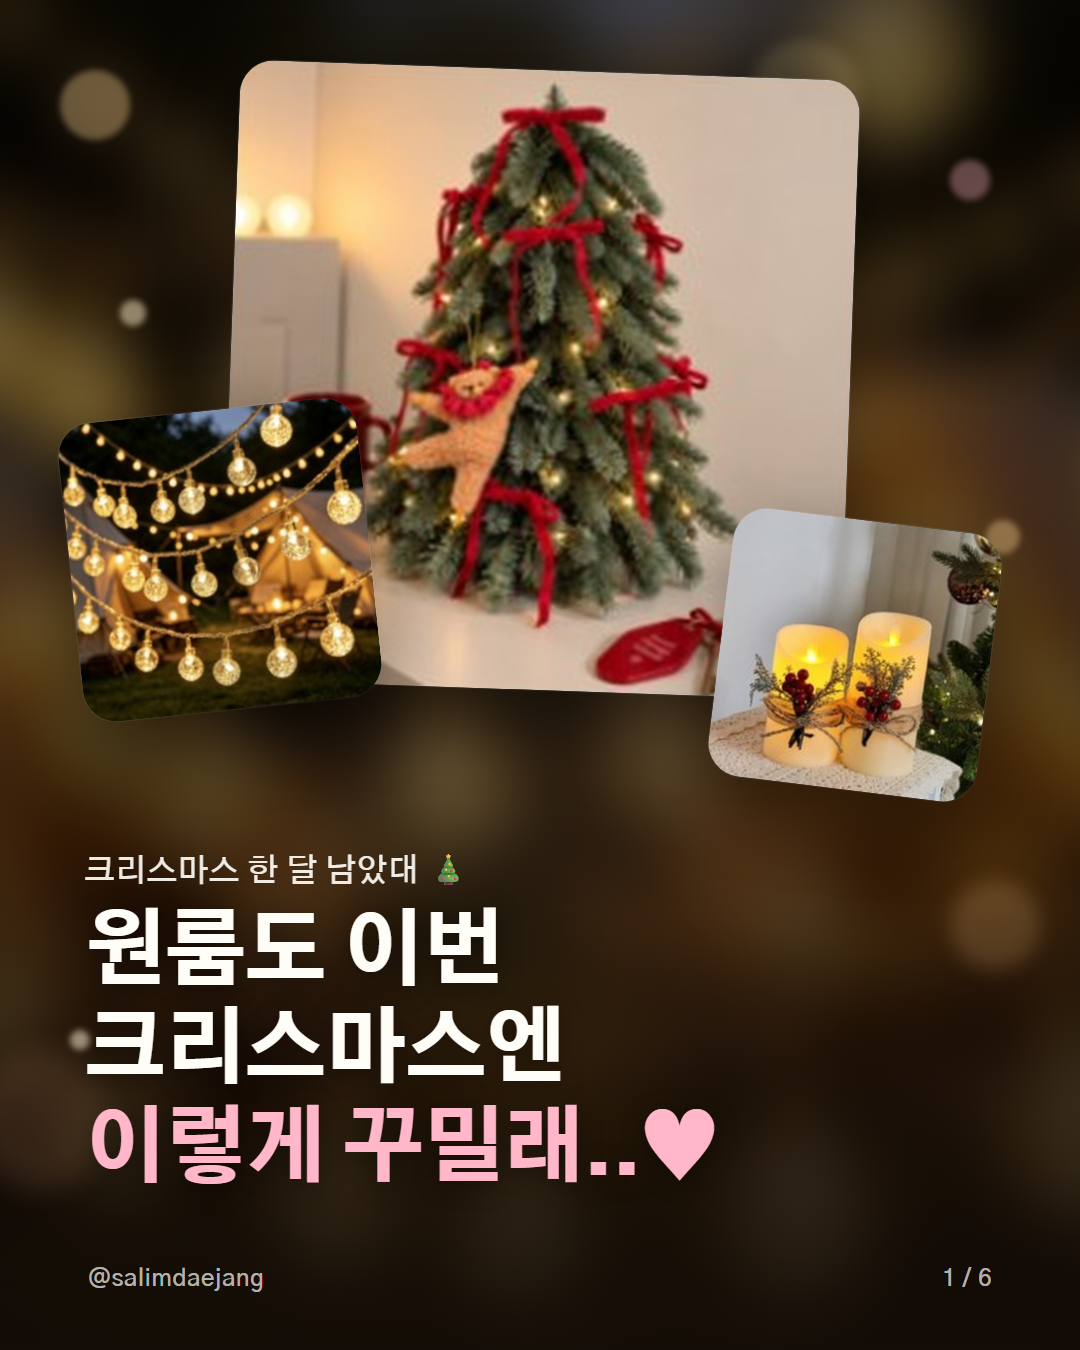 크리스마스 한 달 남았대 🎄
원룸도 이번
크리스마스엔
이렇게 꾸밀래..♥
@salimdaejang
1 / 6